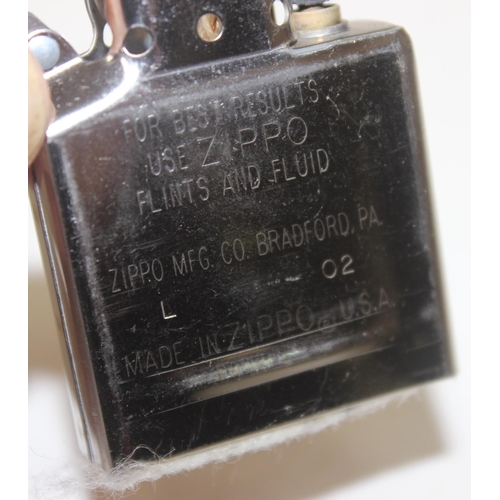 FOR BEST RESULTS
USE ZIPPO
FLINTS AND FLUID
ZIPPO MFG. CO. BRADFORD, PA.
L 02
MADE IN ZIPPO U.S.A.